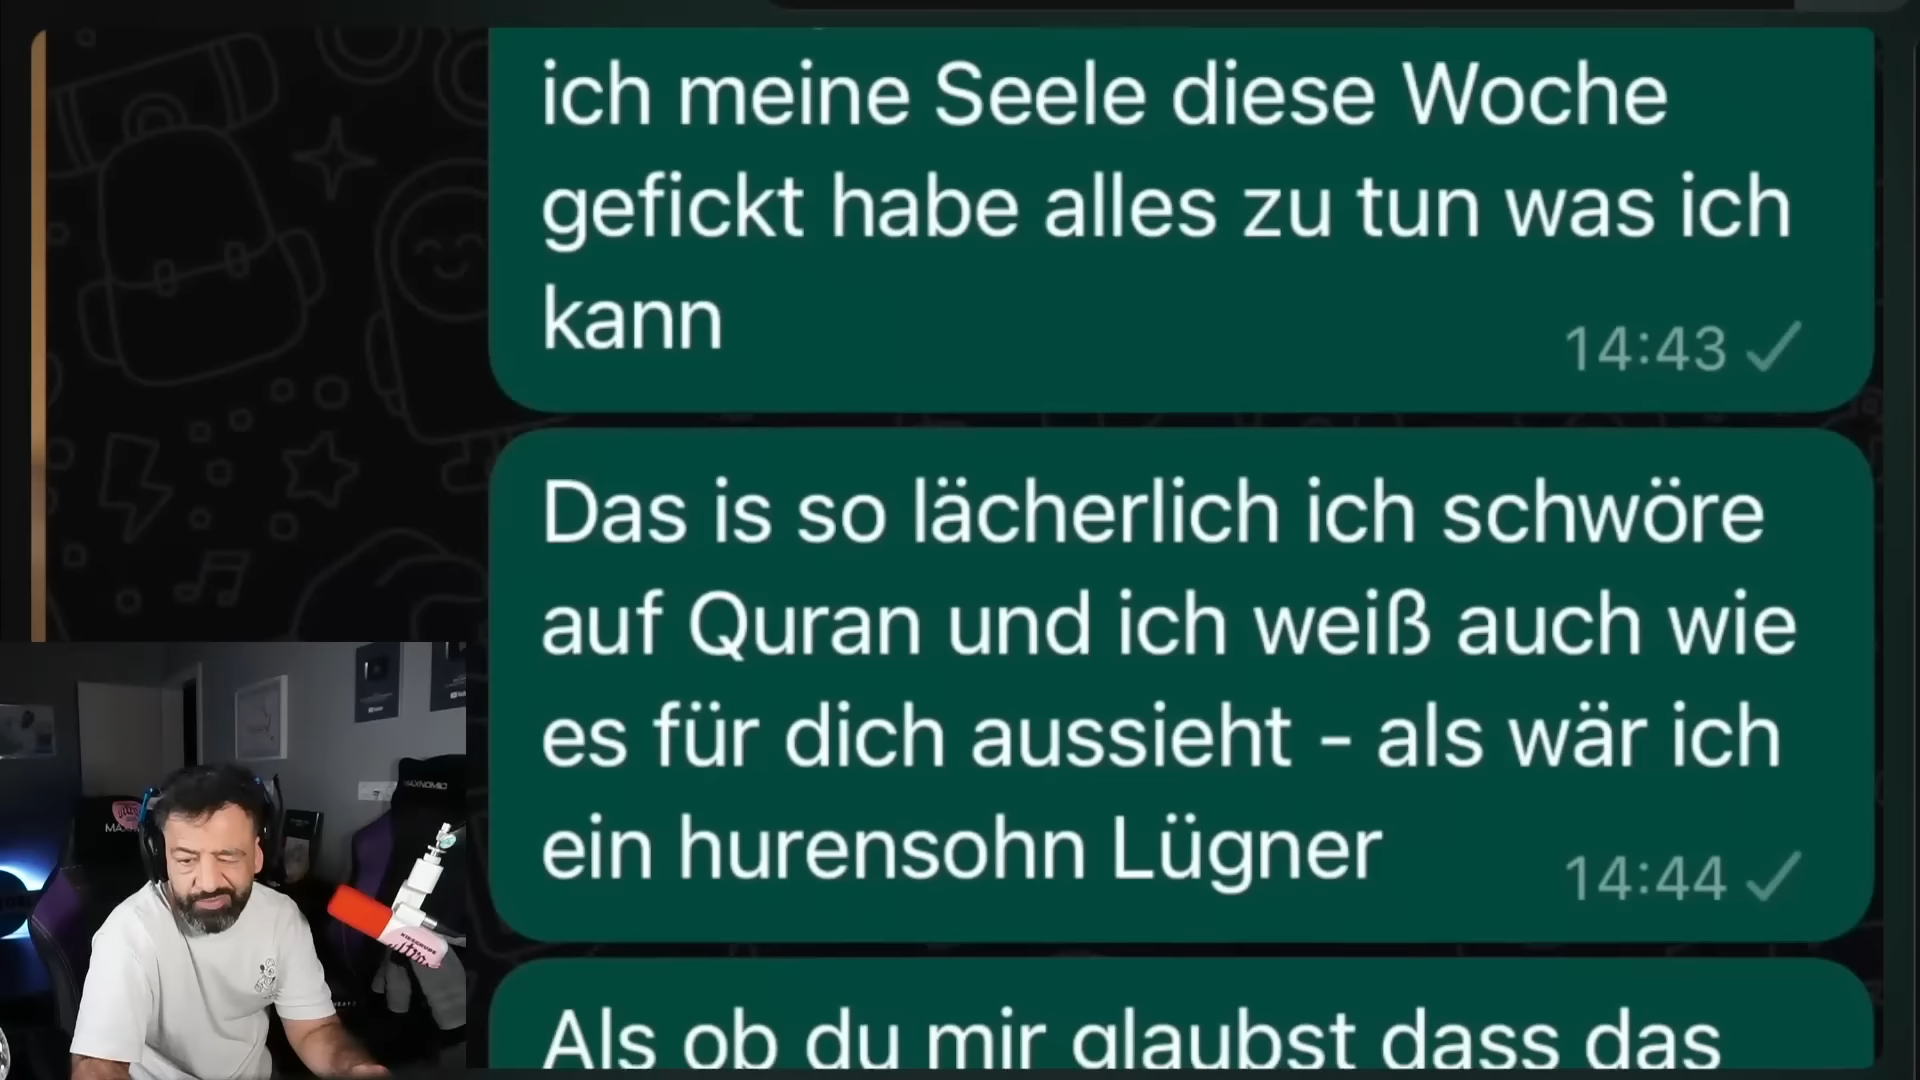 ich meine Seele diese Woche
gefickt habe alles zu tun was ich
kann
14:43
Das is so lächerlich ich schwöre
auf Quran und ich weiß auch wie
es für dich aussieht - als wär ich
ein hurensohn Lügner
14:44
Als ob du mir glaubst dass das
MAXNOMIC